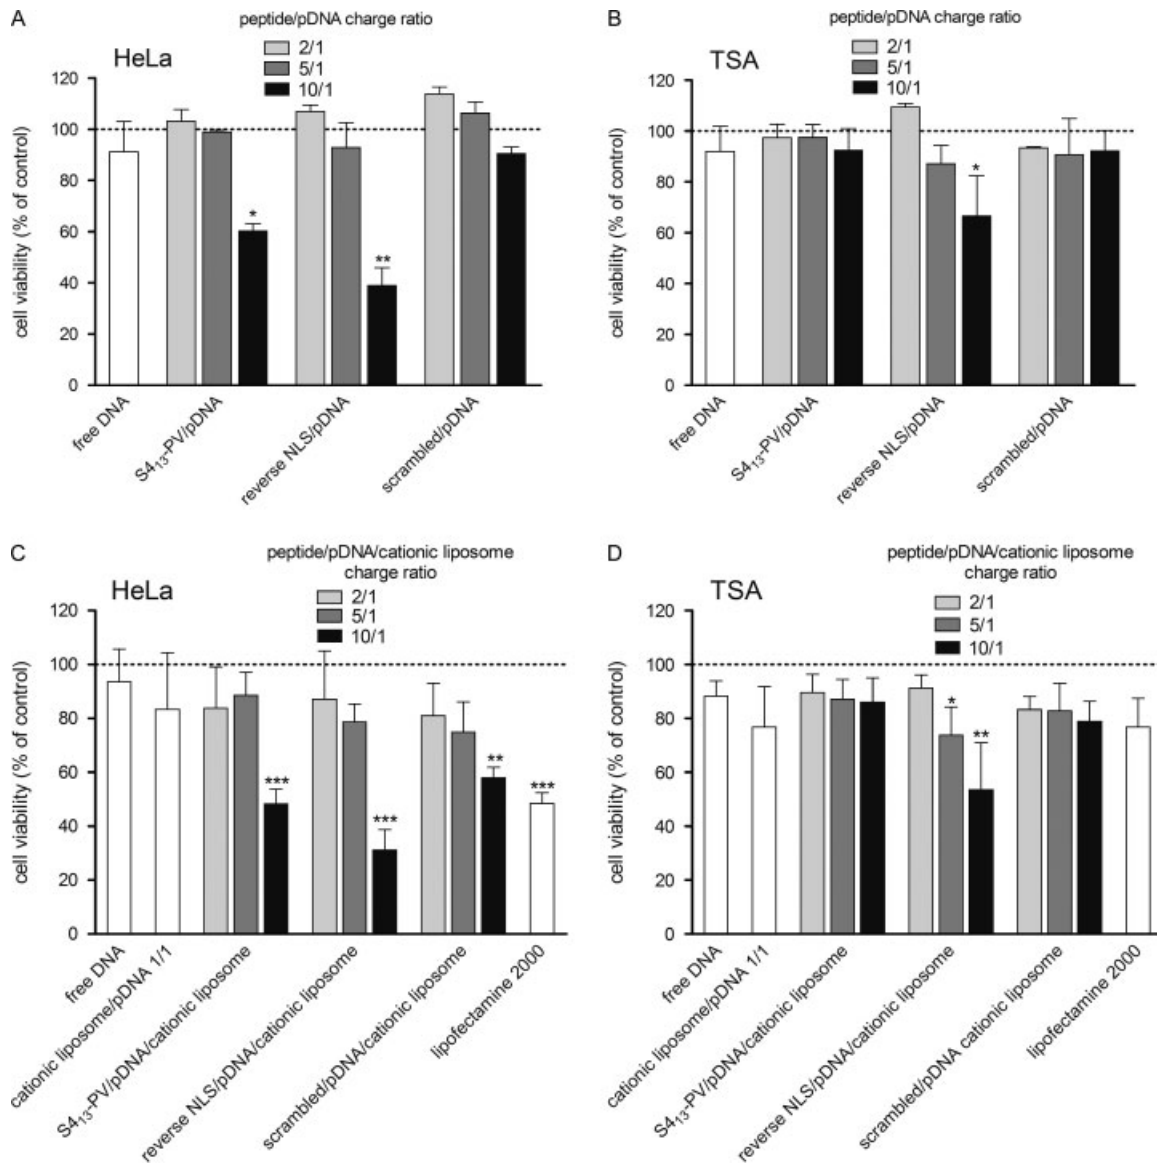 A
peptide/pDNA charge ratio
HeLa
2/1
5/1
10/1
cell viability (% of control)
120
100
80
60
40
20
0
*
**
free DNA
S4₁₃-PV/pDNA
reverse NLS/pDNA
scrambled/pDNA
B
peptide/pDNA charge ratio
TSA
2/1
5/1
10/1
cell viability (% of control)
120
100
80
60
40
20
0
*
free DNA
S4₁₃-PV/pDNA
reverse NLS/pDNA
scrambled/pDNA
C
peptide/pDNA/cationic liposome
charge ratio
HeLa
2/1
5/1
10/1
cell viability (% of control)
120
100
80
60
40
20
0
***
***
**
***
free DNA
cationic liposome/pDNA 1/1
S4₁₃-PV/pDNA/cationic liposome
reverse NLS/pDNA/cationic liposome
scrambled/pDNA/cationic liposome
lipofectamine 2000
D
peptide/pDNA/cationic liposome
charge ratio
TSA
2/1
5/1
10/1
cell viability (% of control)
120
100
80
60
40
20
0
*
**
free DNA
cationic liposome/pDNA 1/1
S4₁₃-PV/pDNA/cationic liposome
reverse NLS/pDNA/cationic liposome
scrambled/pDNA cationic liposome
lipofectamine 2000